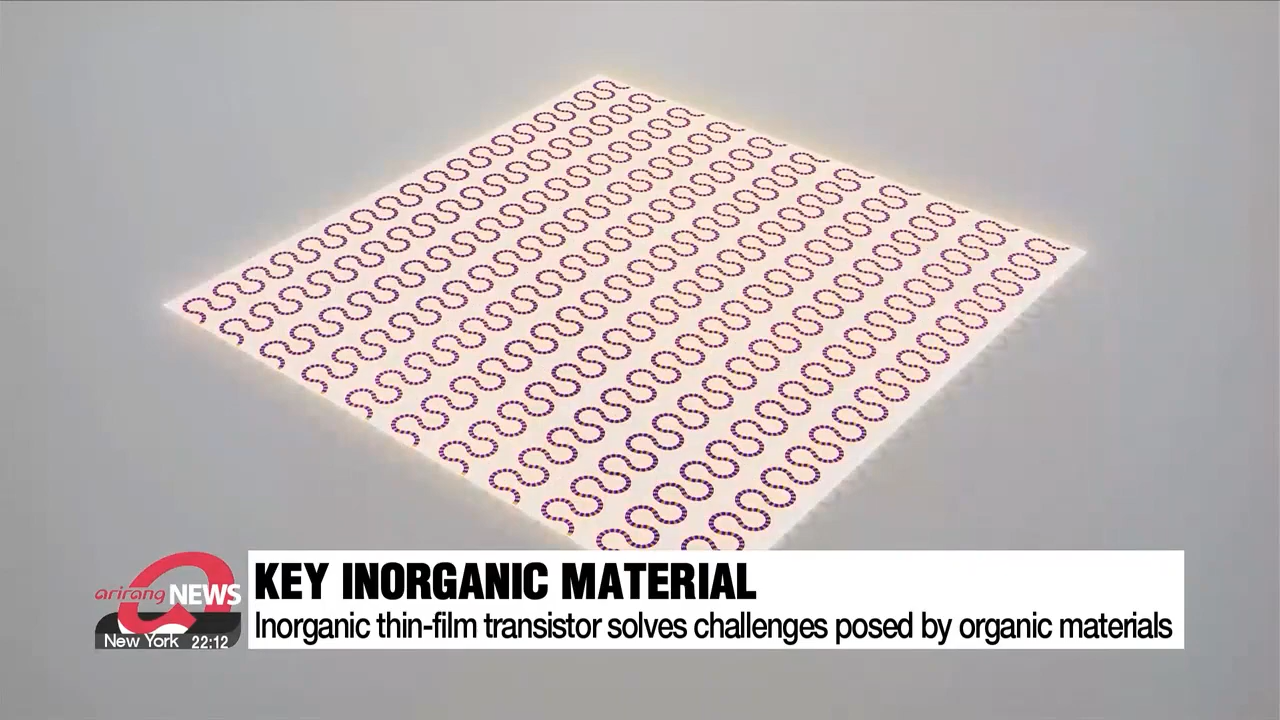 KEY INORGANIC MATERIAL
Inorganic thin-film transistor solves challenges posed by organic materials
arirang NEWS
New York 22:12